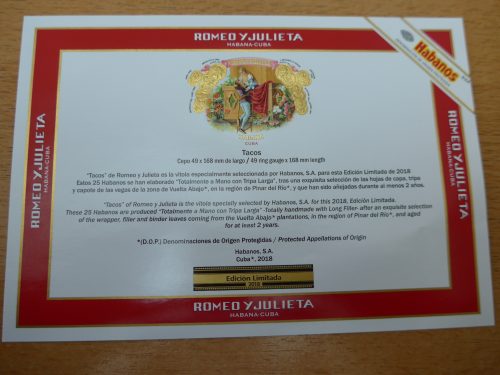 ROMEO Y JULIETA
HABANA-CUBA
Habanos
ROMEO Y JULIETA
HABANA-CUBA
ROMEO Y JULIETA
HABANA-CUBA
CUBA
Tacos
Cepo 49 x 168 mm de largo / 49 ring gauge x 168 mm length
"Tacos" de Romeo y Julieta es la vitola especialmente seleccionada por Habanos, S.A. para esta Edición Limitada de 2018
Estos 25 Habanos se han elaborado "Totalmente a Mano con Tripa Larga", tras una exquisita selección de las hojas de capa, tripa
y capote de las vegas de la zona de Vuelta Abajo*, en la región de Pinar del Río*, y que han sido añejados durante al menos 2 años.
"Tacos" of Romeo y Julieta is the vitola specially selected by Habanos, S.A. for this 2018, Edición Limitada.
These 25 Habanos are produced "Totalmente a Mano con Tripa Larga" -Totally handmade with Long Filler- after an exquisite selection
of the wrapper, filler and binder leaves coming from the Vuelta Abajo* plantations, in the region of Pinar del Río*, and aged
for at least 2 years.
*(D.O.P.) Denominaciones de Origen Protegidas / Protected Appellations of Origin
Habanos, S.A.
Cuba*, 2018
Edición Limitada
2018
ROMEO Y JULIETA
HABANA-CUBA